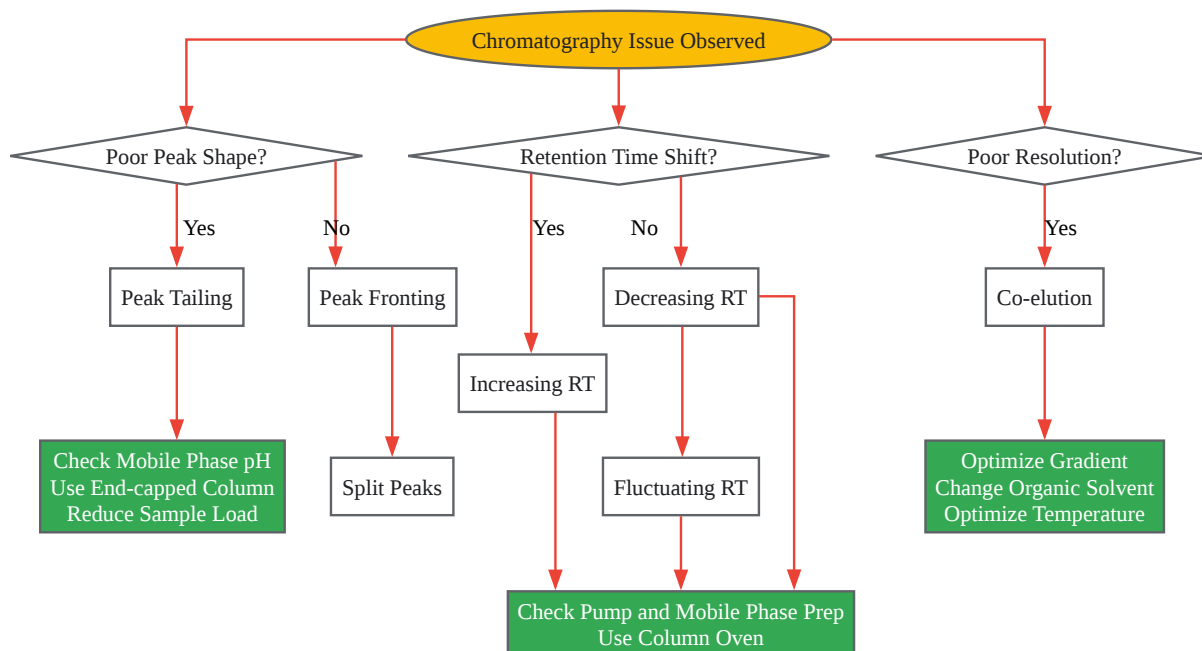 Chromatography Issue Observed
Poor Peak Shape?
Retention Time Shift?
Poor Resolution?
Yes
No
Yes
No
Yes
Peak Tailing
Peak Fronting
Decreasing RT
Co-elution
Increasing RT
Check Mobile Phase pH
Use End-capped Column
Reduce Sample Load
Split Peaks
Fluctuating RT
Optimize Gradient
Change Organic Solvent
Optimize Temperature
Check Pump and Mobile Phase Prep
Use Column Oven